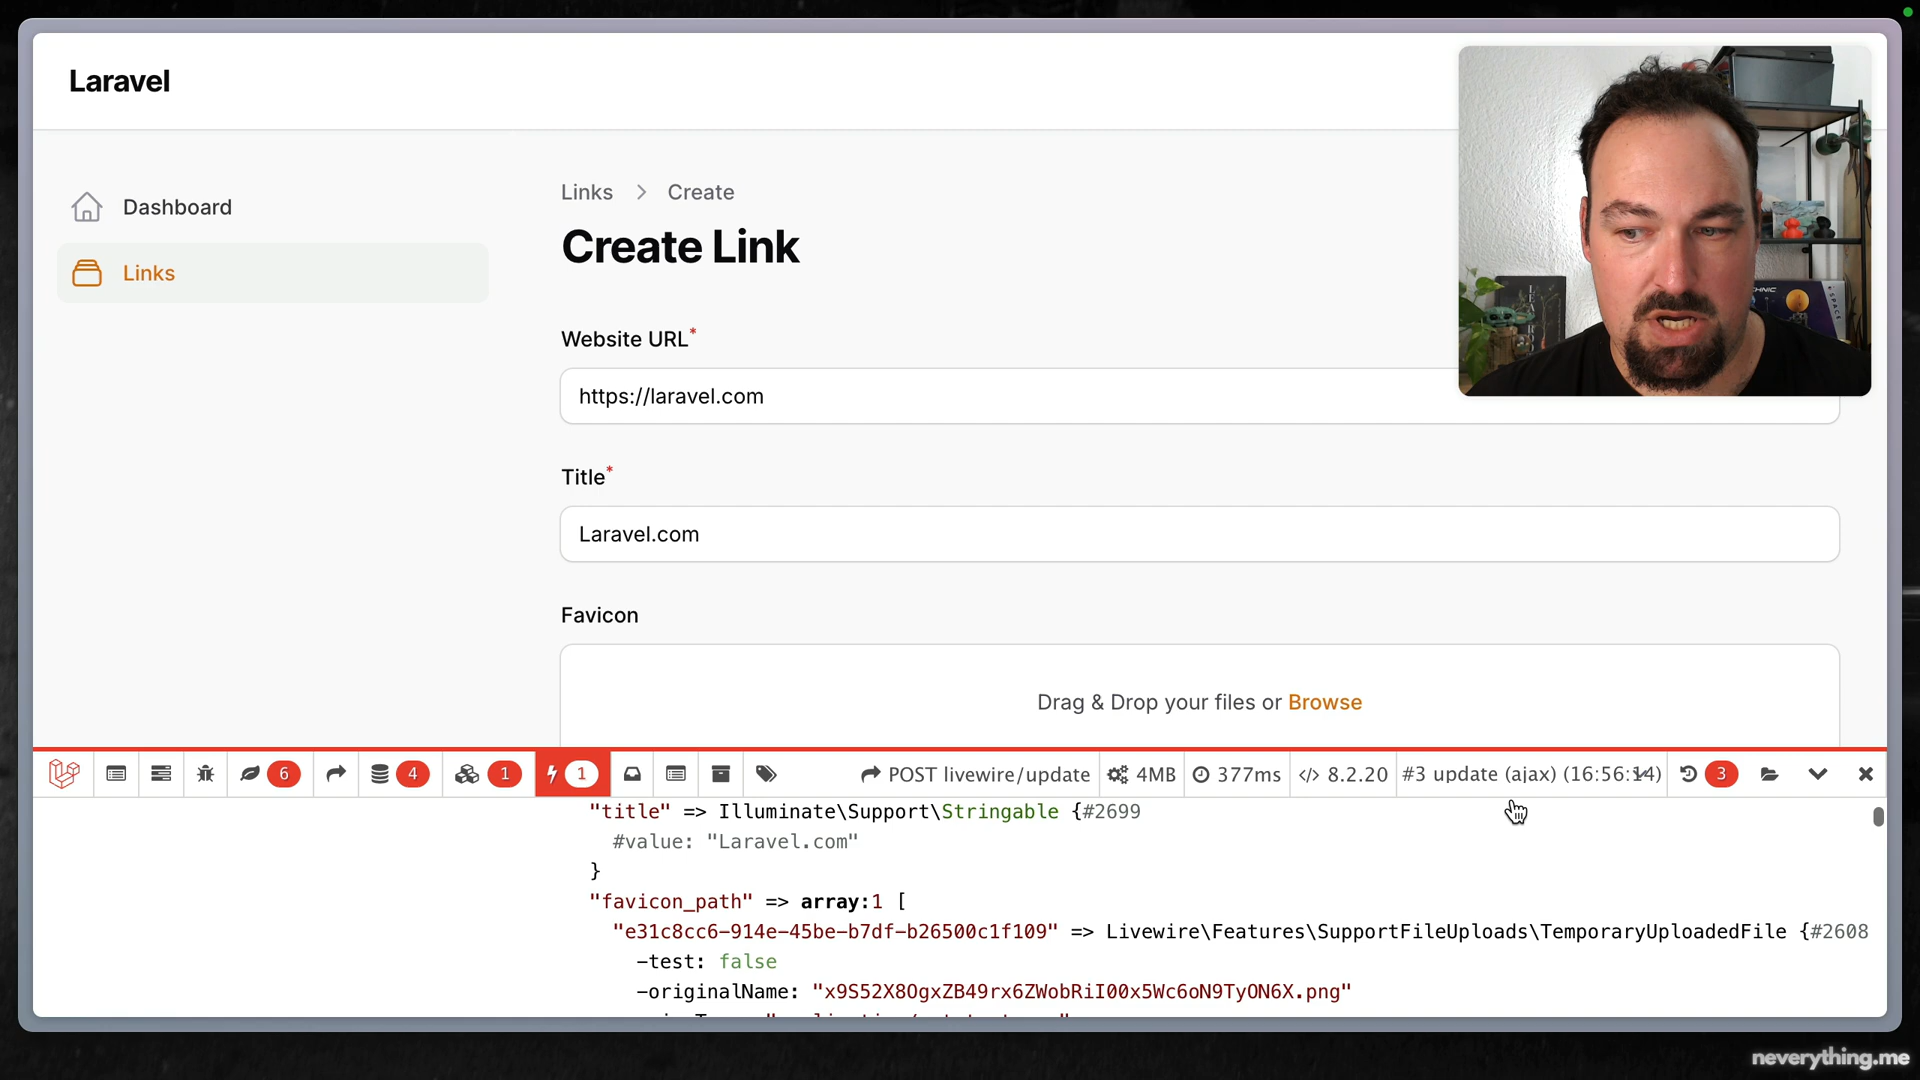 Laravel
Dashboard
Links
Links > Create
Create Link
Website URL*
https://laravel.com
Title*
Laravel.com
Favicon
Drag & Drop your files or Browse
6
4
1
1
POST livewire/update
4MB
377ms
8.2.20
#3 update (ajax) (16:56:14)
3
"title" => Illuminate\Support\Stringable {#2699
#value: "Laravel.com"
}
"favicon_path" => array:1 [
"e31c8cc6-914e-45be-b7df-b26500c1f109" => Livewire\Features\SupportFileUploads\TemporaryUploadedFile {#2608
-test: false
-originalName: "x9S52X8OgxZB49rx6ZWobRiI00x5Wc6oN9TyON6X.png"
neverything.me